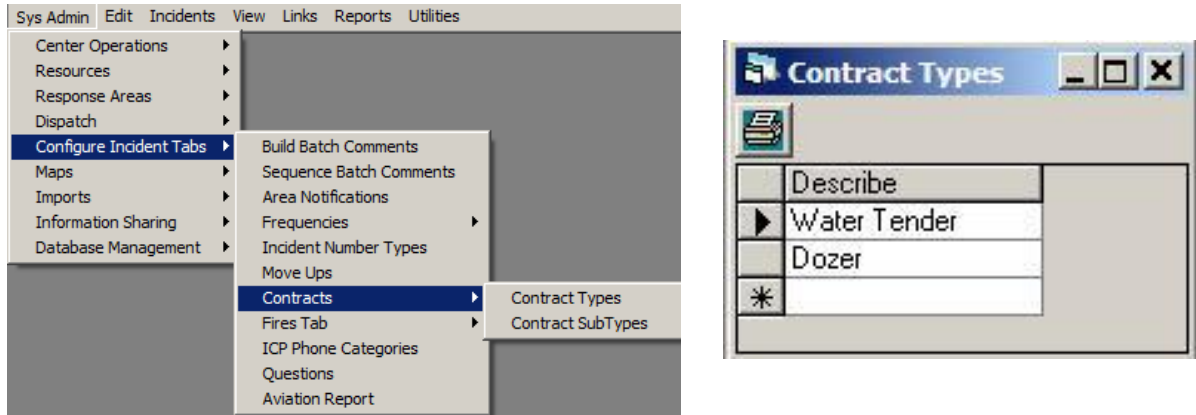 Sys Admin Edit Incidents View Links Reports Utilities
Center Operations
Resources
Response Areas
Dispatch
Configure Incident Tabs
Maps
Imports
Information Sharing
Database Management
Build Batch Comments
Sequence Batch Comments
Area Notifications
Frequencies
Incident Number Types
Move Ups
Contracts
Fires Tab
ICP Phone Categories
Questions
Aviation Report
Contract Types
Contract SubTypes
Contract Types
Describe
Water Tender
Dozer